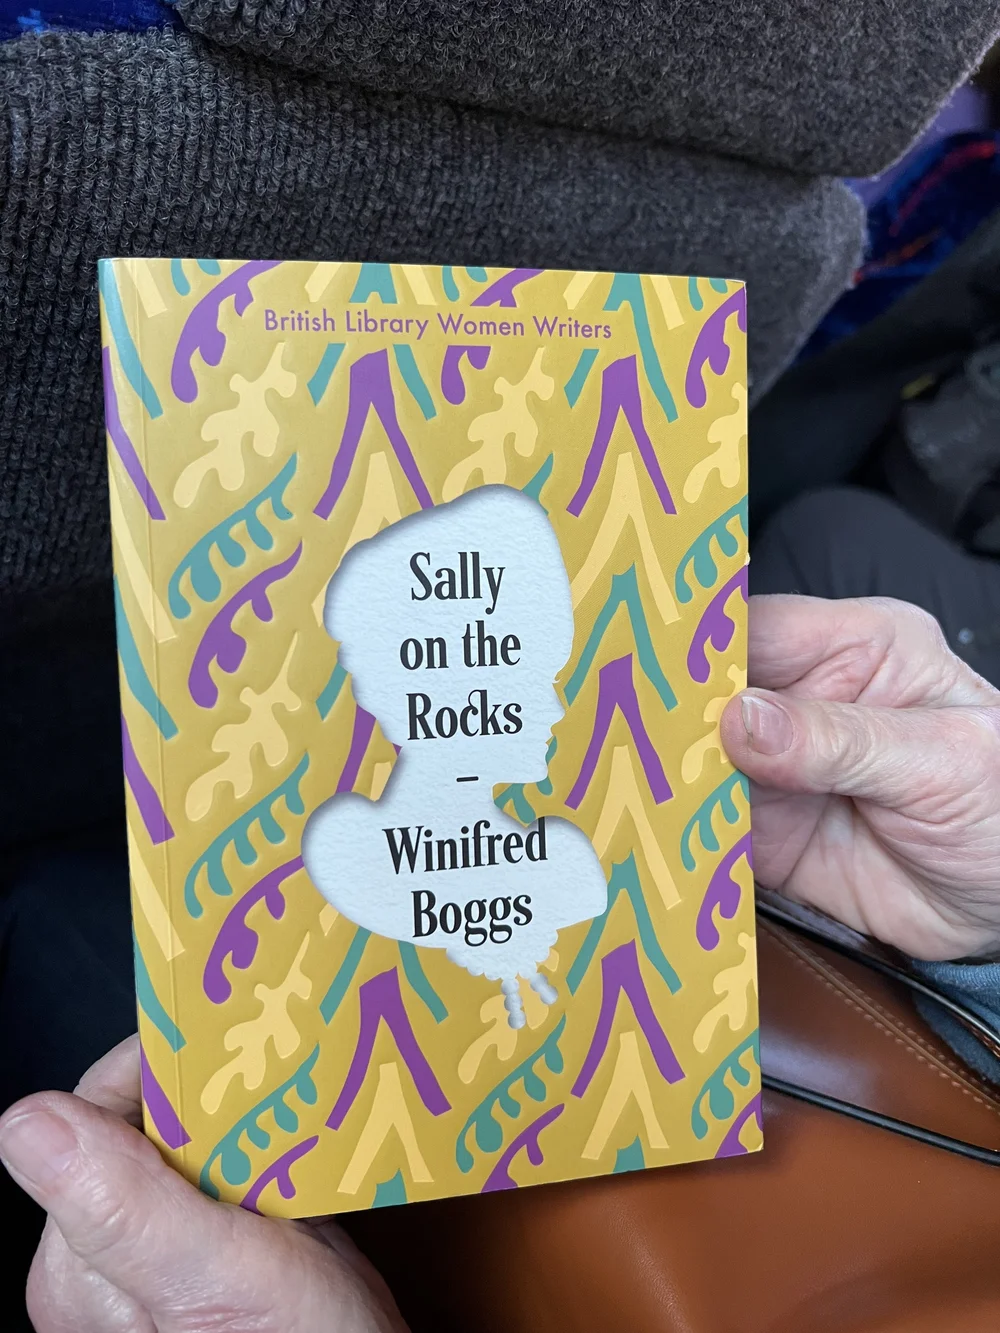 British Library Women Writers
Sally
on the
Rocks
–
Winifred
Boggs